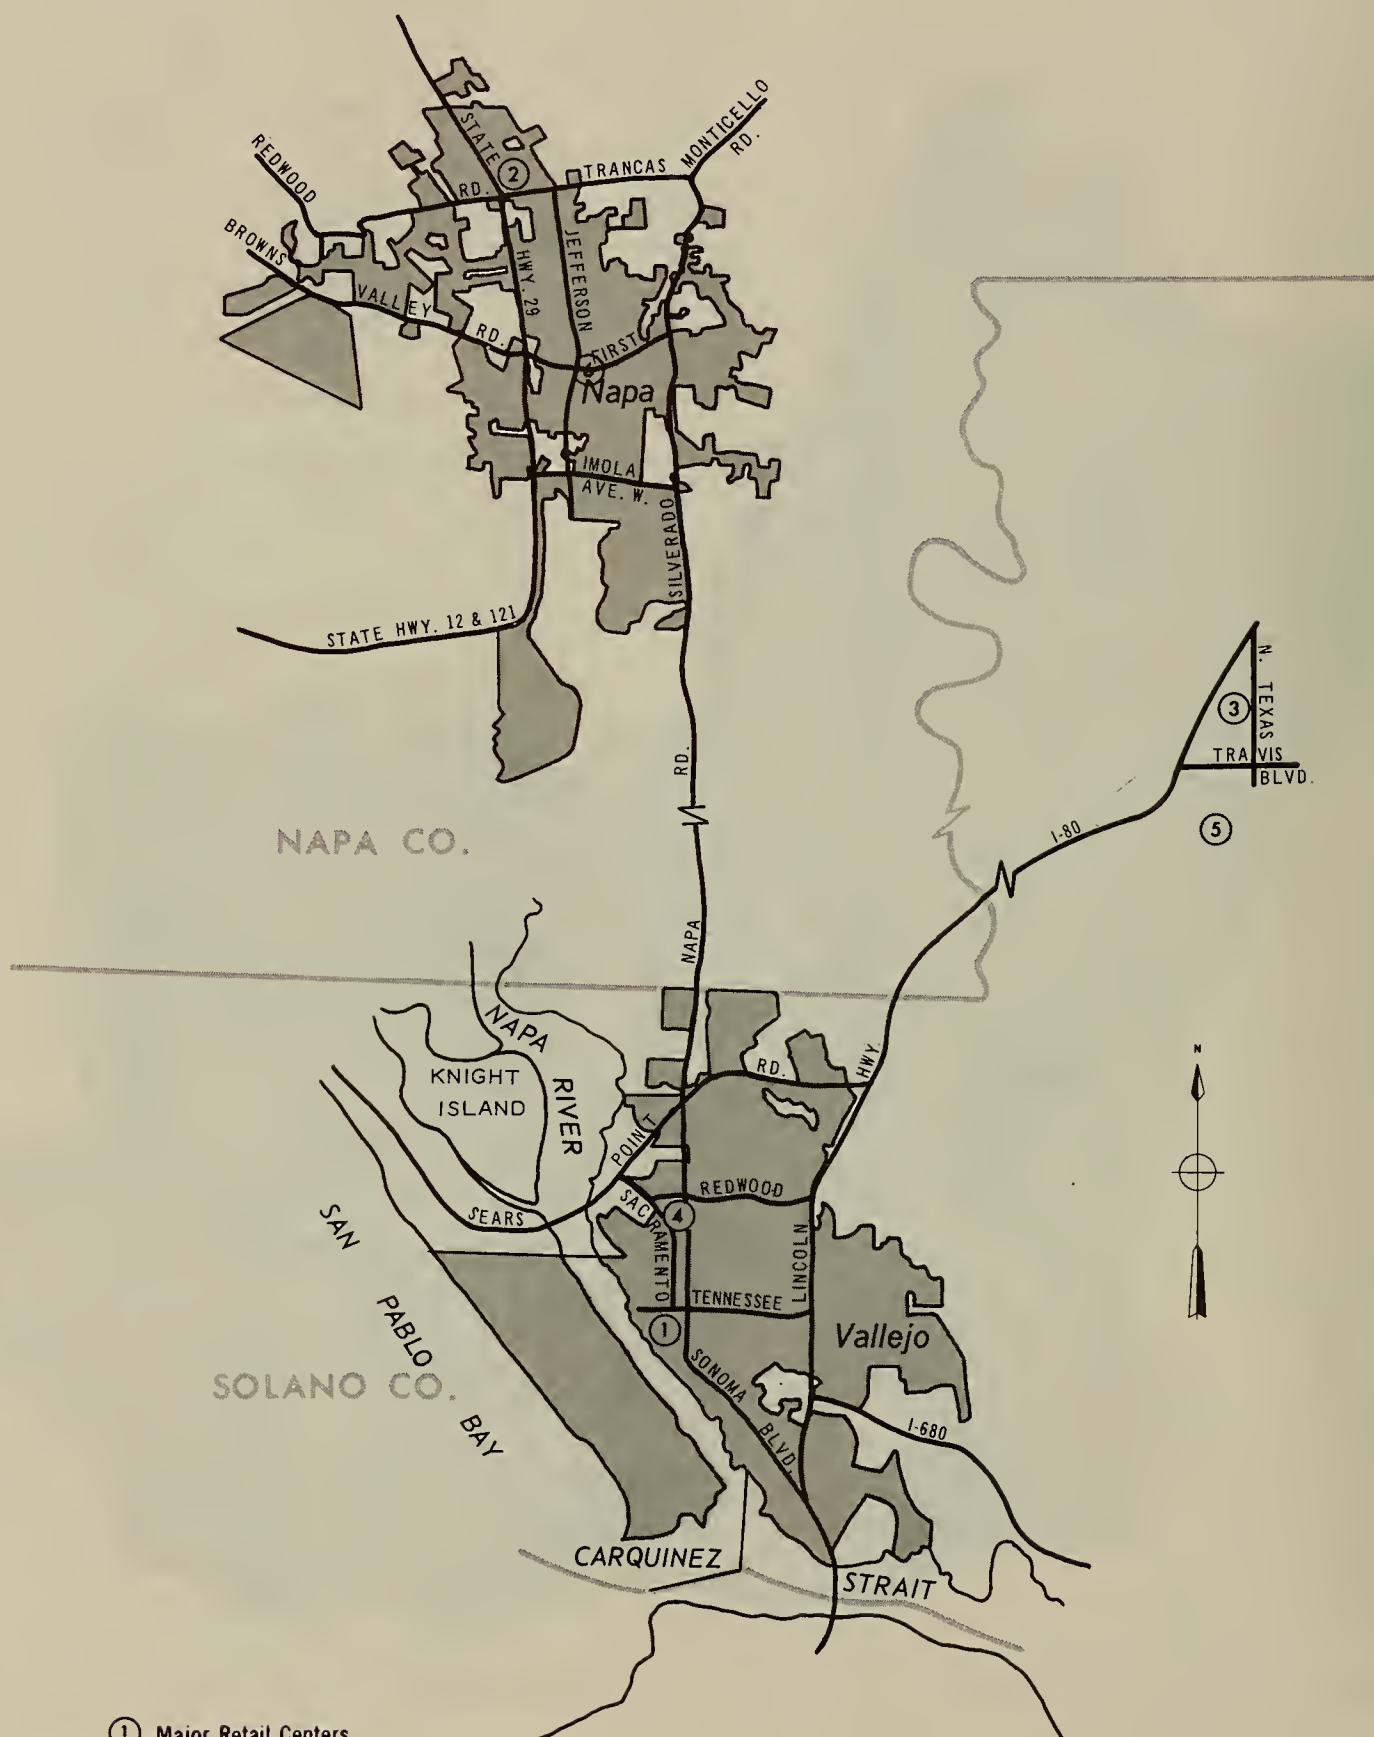 MONTICELLO
RD.
STATE
HWY. 29
REDWOOD
RD.
2
TRANCAS
BROWNS
VALLEY
RD.
JEFFERSON
FIRST
Napa
IMOLA
AVE. W.
SILVERADO
STATE HWY. 12 & 121
N. TEXAS
3
TRAVIS
BLVD.
RD.
5
I-80
NAPA CO.
NAPA
NAPA
RIVER
KNIGHT
ISLAND
RD.
HWY.
N
POINT
REDWOOD
SACRAMENTO
4
SEARS
SAN
PABLO
BAY
LINCOLN
TENNESSEE
1
Vallejo
SONOMA
BLVD.
SOLANO CO.
I-680
CARQUINEZ
STRAIT
1 Major Retail Centers